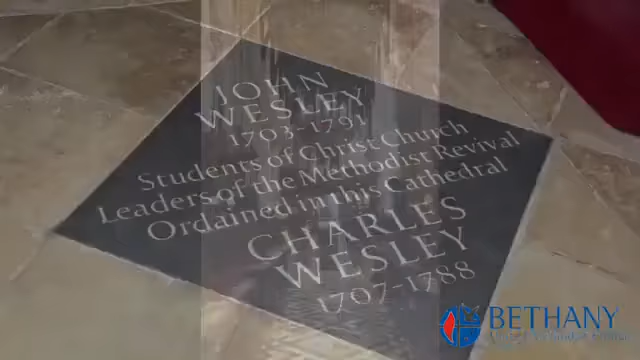 JOHN
WESLEY
1703-1791
Students of Christ Church
Leaders of the Methodist Revival
Ordained in this Cathedral
CHARLES
WESLEY
1707-1788
BETHANY